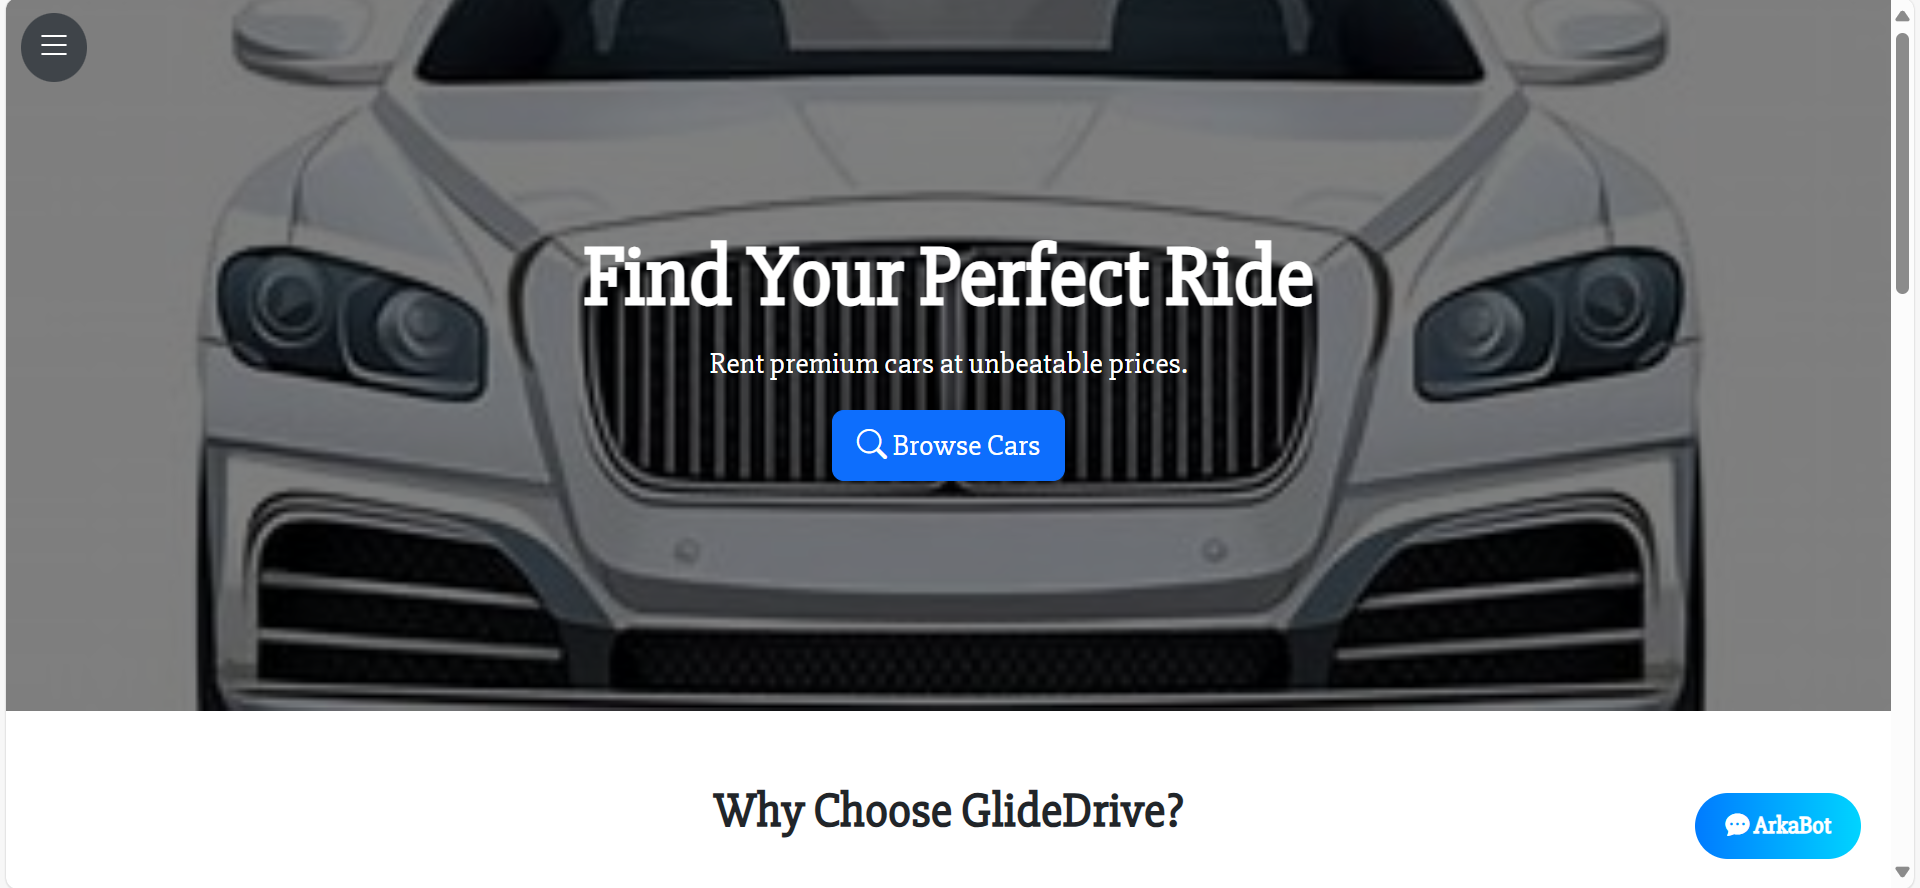 Find Your Perfect Ride
Rent premium cars at unbeatable prices.
Browse Cars
Why Choose GlideDrive?
ArkaBot